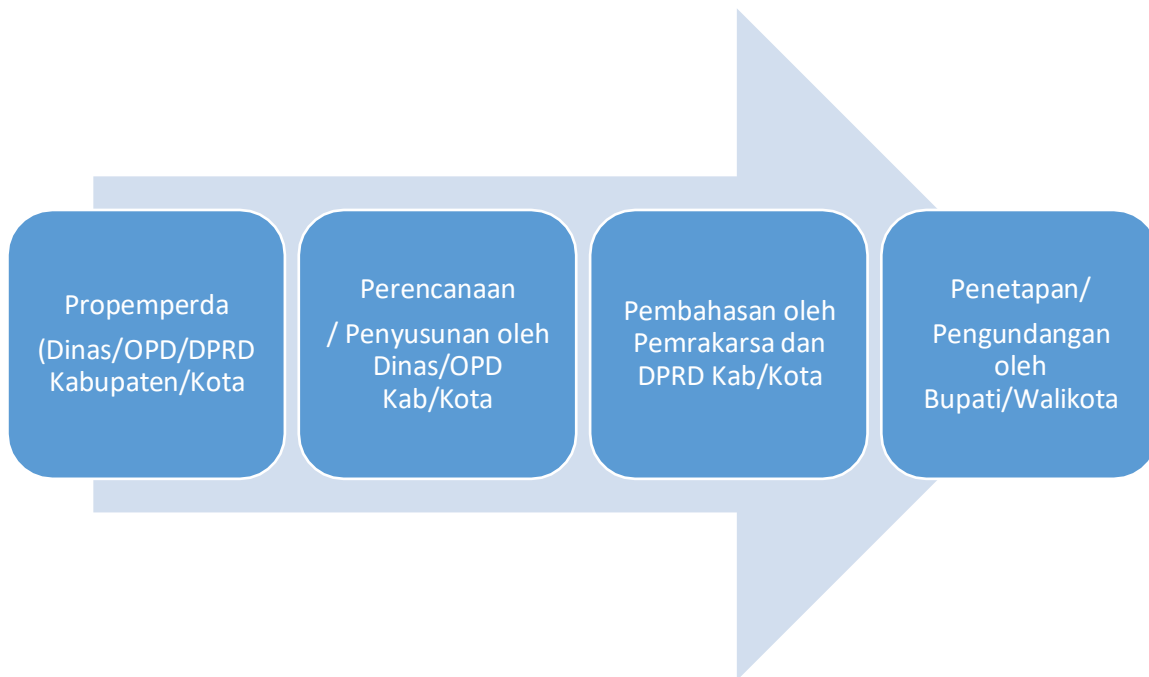 Propemperda
(Dinas/OPD/DPRD
Kabupaten/Kota
Perencanaan
/ Penyusunan oleh
Dinas/OPD
Kab/Kota
Pembahasan oleh
Pemrakarsa dan
DPRD Kab/Kota
Penetapan/
Pengundangan
oleh
Bupati/Walikota